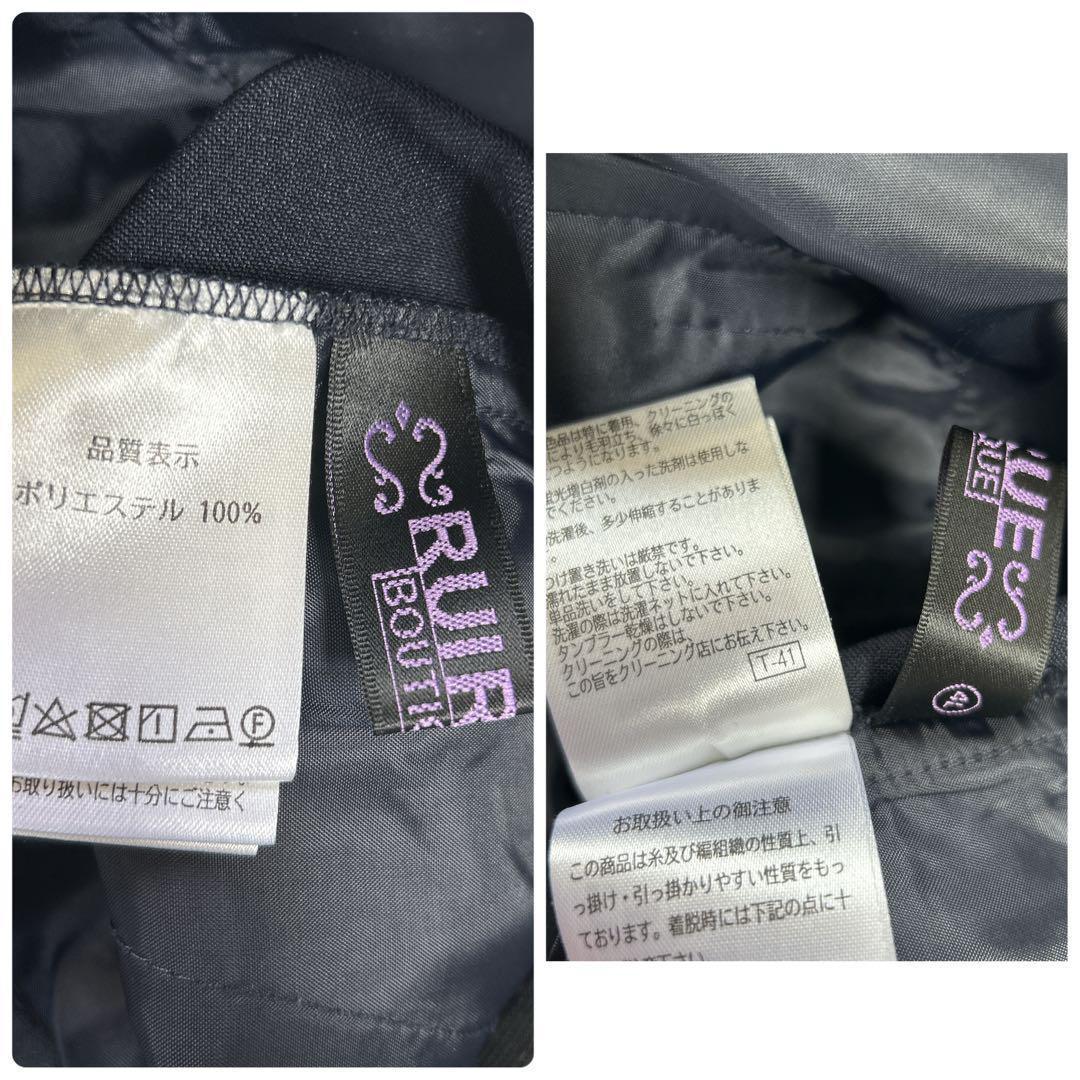 品質表示
ポリエステル 100%
お取り扱いには十分にご注意く
RUIR
BOUTI
色品は特に着用、クリーニングの
により毛羽立ち、徐々に白っぽく
つようになります。
蛍光増白剤の入った洗剤は使用しな
でください。
洗濯後、多少伸縮することがありま
。
つけ置き洗いは厳禁です。
濡れたまま放置しないで下さい。
単品洗いをして下さい。
洗濯の際は洗濯ネットに入れて下さい。
タンブラー乾燥はしないで下さい。
クリーニングの際は
この旨をクリーニング店にお伝え下さい。
T-41
RUE
QUE
お取扱い上の御注意
この商品は糸及び編組織の性質上、引
っ掛け・引っ掛かりやすい性質をもっ
ております。着脱時には下記の点に十